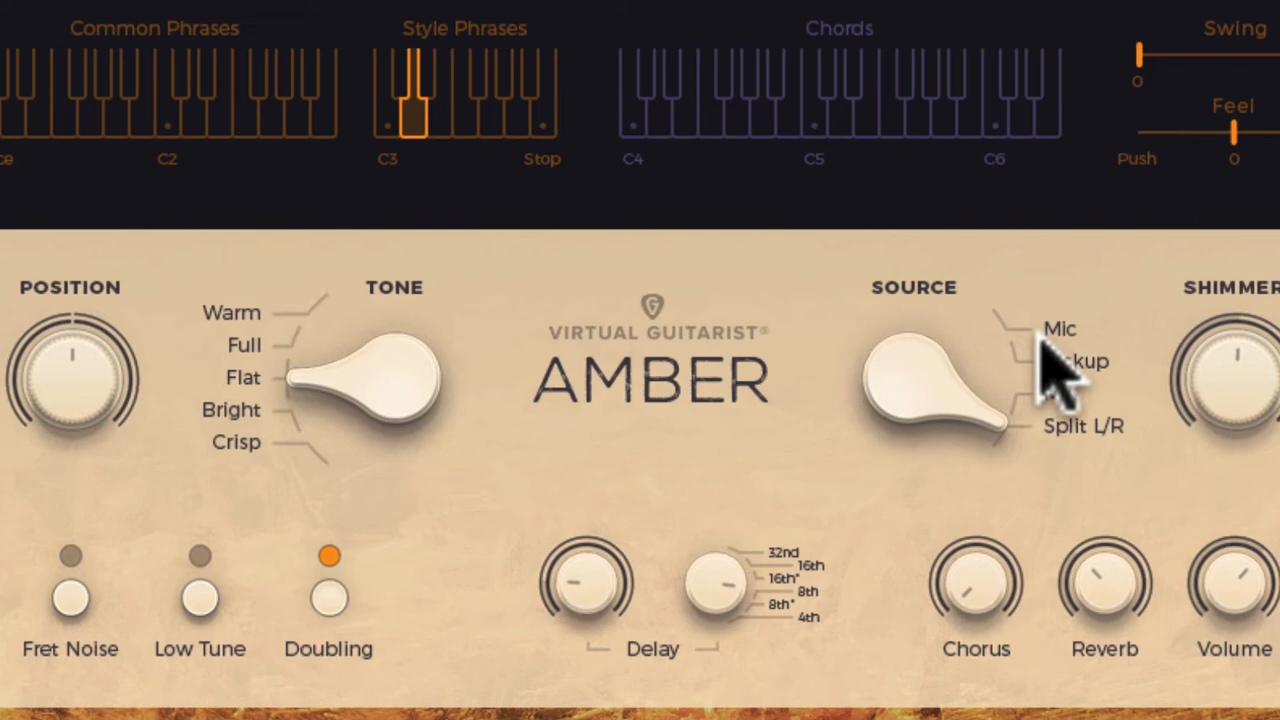 Common Phrases
Style Phrases
Chords
Swing
0
Feel
C2
C3
Stop
C4
C5
C6
Push
0
POSITION
TONE
SOURCE
Warm
Full
Flat
Bright
Crisp
VIRTUAL GUITARIST®
AMBER
Mic
Split L/R
Fret Noise
Low Tune
Doubling
32nd
16th
16th*
8th
8th*
4th
Delay
Chorus
Reverb
Volume